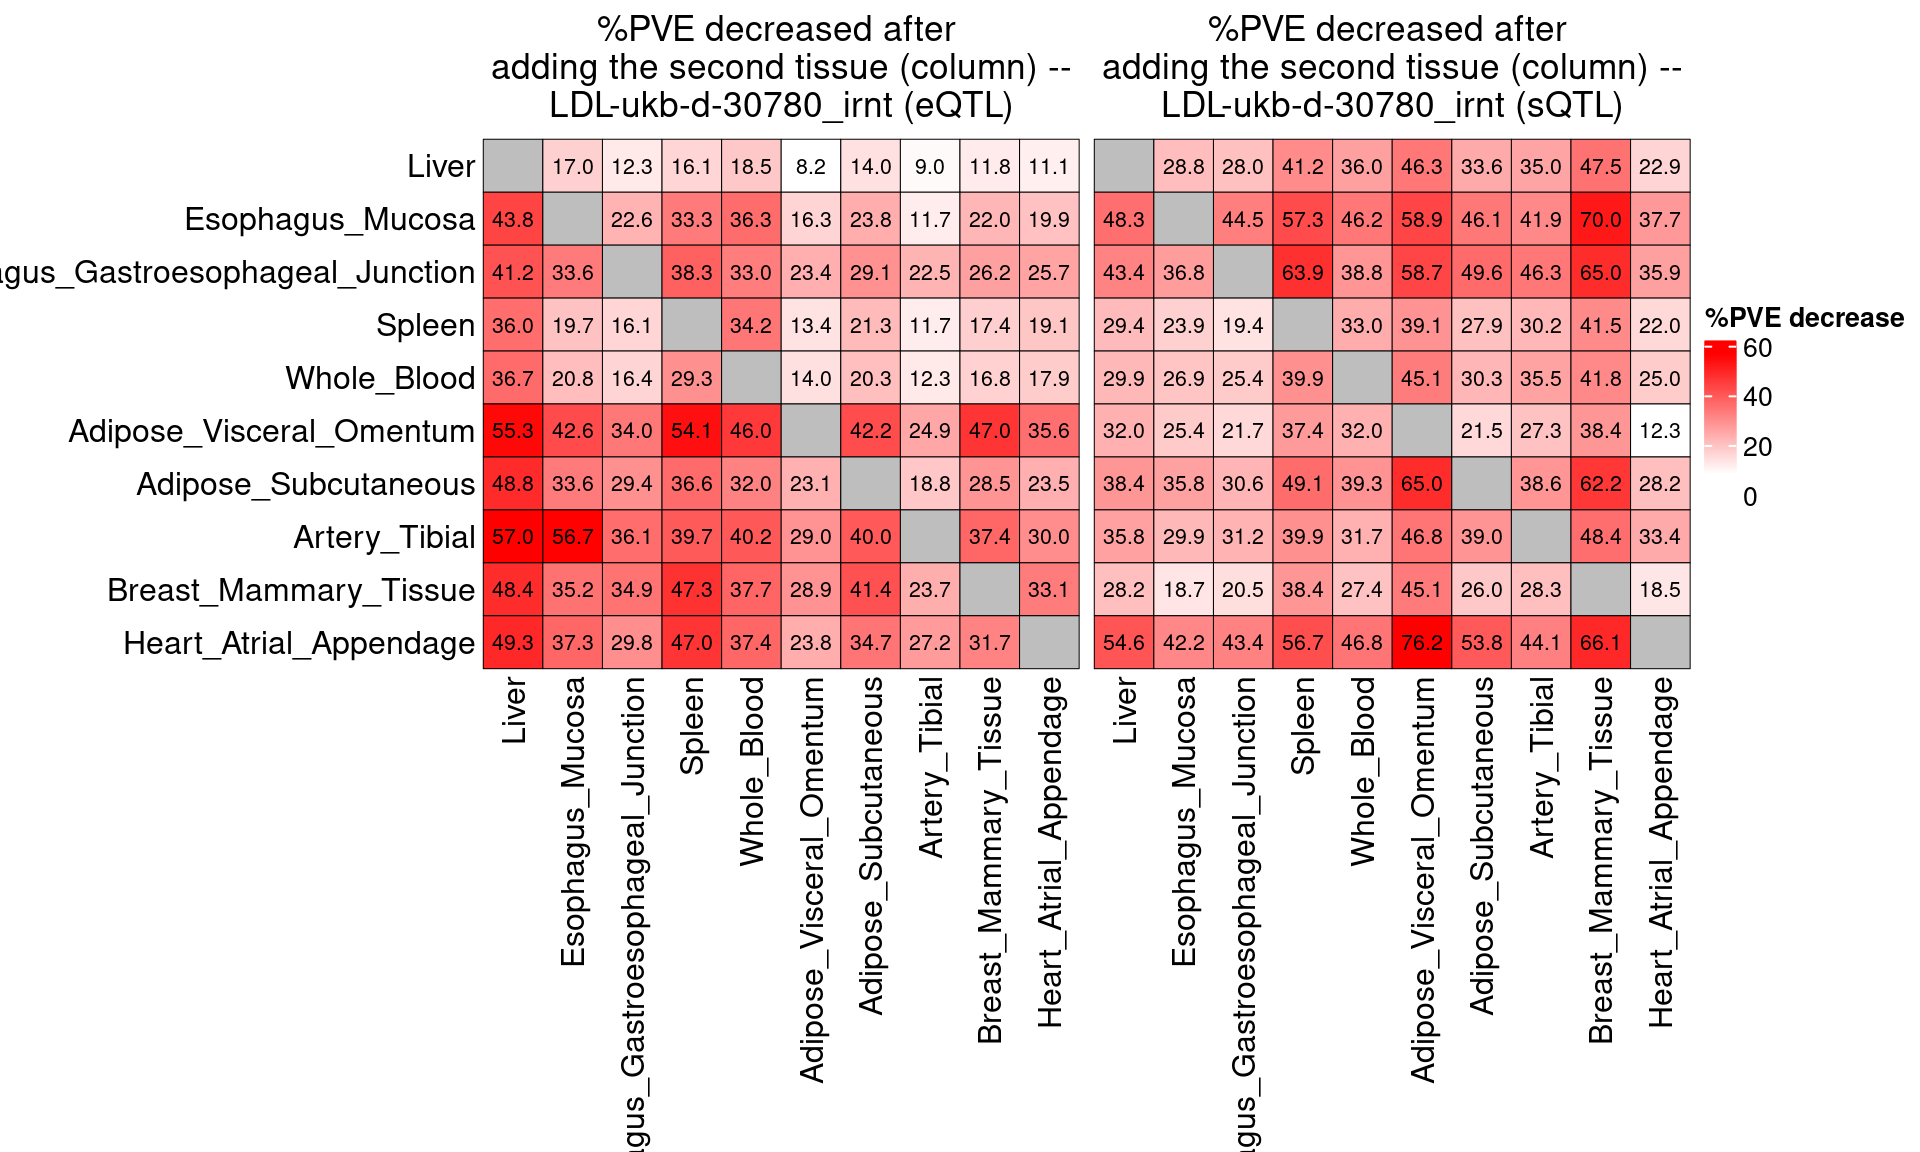 %PVE decreased after
adding the second tissue (column) --
LDL-ukb-d-30780_irnt (eQTL)
%PVE decreased after
adding the second tissue (column) --
LDL-ukb-d-30780_irnt (sQTL)
Liver 17.0 12.3 16.1 18.5 8.2 14.0 9.0 11.8 11.1 28.8 28.0 41.2 36.0 46.3 33.6 35.0 47.5 22.9
Esophagus_Mucosa 43.8 22.6 33.3 36.3 16.3 23.8 11.7 22.0 19.9 48.3 44.5 57.3 46.2 58.9 46.1 41.9 70.0 37.7
agus_Gastroesophageal_Junction 41.2 33.6 38.3 33.0 23.4 29.1 22.5 26.2 25.7 43.4 36.8 63.9 38.8 58.7 49.6 46.3 65.0 35.9
Spleen 36.0 19.7 16.1 34.2 13.4 21.3 11.7 17.4 19.1 29.4 23.9 19.4 33.0 39.1 27.9 30.2 41.5 22.0
Whole_Blood 36.7 20.8 16.4 29.3 14.0 20.3 12.3 16.8 17.9 29.9 26.9 25.4 39.9 45.1 30.3 35.5 41.8 25.0
Adipose_Visceral_Omentum 55.3 42.6 34.0 54.1 46.0 42.2 24.9 47.0 35.6 32.0 25.4 21.7 37.4 32.0 21.5 27.3 38.4 12.3
Adipose_Subcutaneous 48.8 33.6 29.4 36.6 32.0 23.1 18.8 28.5 23.5 38.4 35.8 30.6 49.1 39.3 65.0 38.6 62.2 28.2
Artery_Tibial 57.0 56.7 36.1 39.7 40.2 29.0 40.0 37.4 30.0 35.8 29.9 31.2 39.9 31.7 46.8 39.0 48.4 33.4
Breast_Mammary_Tissue 48.4 35.2 34.9 47.3 37.7 28.9 41.4 23.7 33.1 28.2 18.7 20.5 38.4 27.4 45.1 26.0 28.3 18.5
Heart_Atrial_Appendage 49.3 37.3 29.8 47.0 37.4 23.8 34.7 27.2 31.7 54.6 42.2 43.4 56.7 46.8 76.2 53.8 44.1 66.1
Liver
Esophagus_Mucosa
agus_Gastroesophageal_Junction
Spleen
Whole_Blood
Adipose_Visceral_Omentum
Adipose_Subcutaneous
Artery_Tibial
Breast_Mammary_Tissue
Heart_Atrial_Appendage
Liver
Esophagus_Mucosa
agus_Gastroesophageal_Junction
Spleen
Whole_Blood
Adipose_Visceral_Omentum
Adipose_Subcutaneous
Artery_Tibial
Breast_Mammary_Tissue
Heart_Atrial_Appendage
%PVE decrease
60
40
20
0